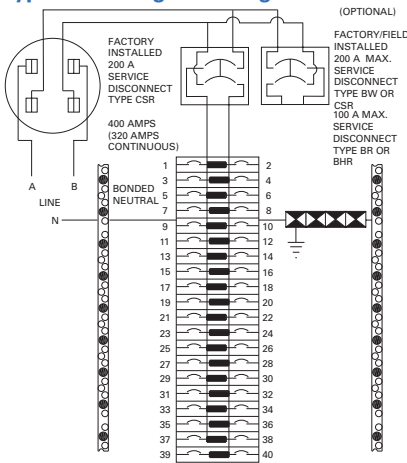 (OPTIONAL)
FACTORY
INSTALLED
200 A
SERVICE
DISCONNECT
TYPE CSR
400 AMPS
(320 AMPS
CONTINUOUS)
FACTORY/FIELD
INSTALLED
200 A MAX.
SERVICE
DISCONNECT
TYPE BW OR
CSR
100 A MAX.
SERVICE
DISCONNECT
TYPE BR OR
BHR
A B
LINE
N
BONDED
NEUTRAL
1 2
3 4
5 6
7 8
9 10
11 12
13 14
15 16
17 18
19 20
21 22
23 24
25 26
27 28
29 30
31 32
33 34
35 36
37 38
39 40